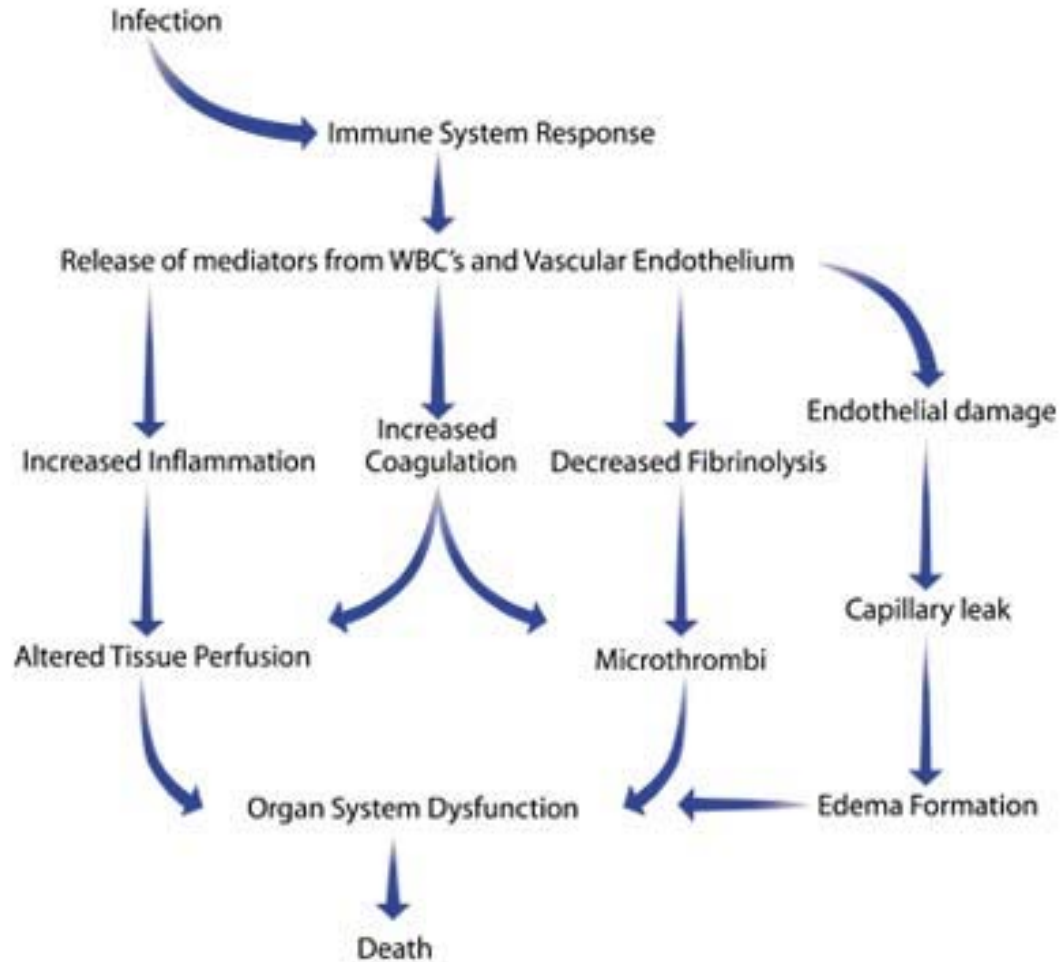 Infection
Immune System Response
Release of mediators from WBC's and Vascular Endothelium
Endothelial damage
Increased Inflammation
Increased
Coagulation
Decreased Fibrinolysis
Capillary leak
Altered Tissue Perfusion
Microthrombi
Organ System Dysfunction
Edema Formation
Death